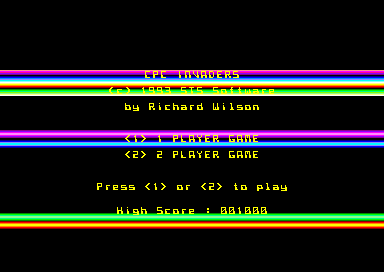 CPC INVADERS
(c) 1993 STS Software
by Richard Wilson
<1> 1 PLAYER GAME
<2> 2 PLAYER GAME
Press <1> or <2> to play
High Score : 001000